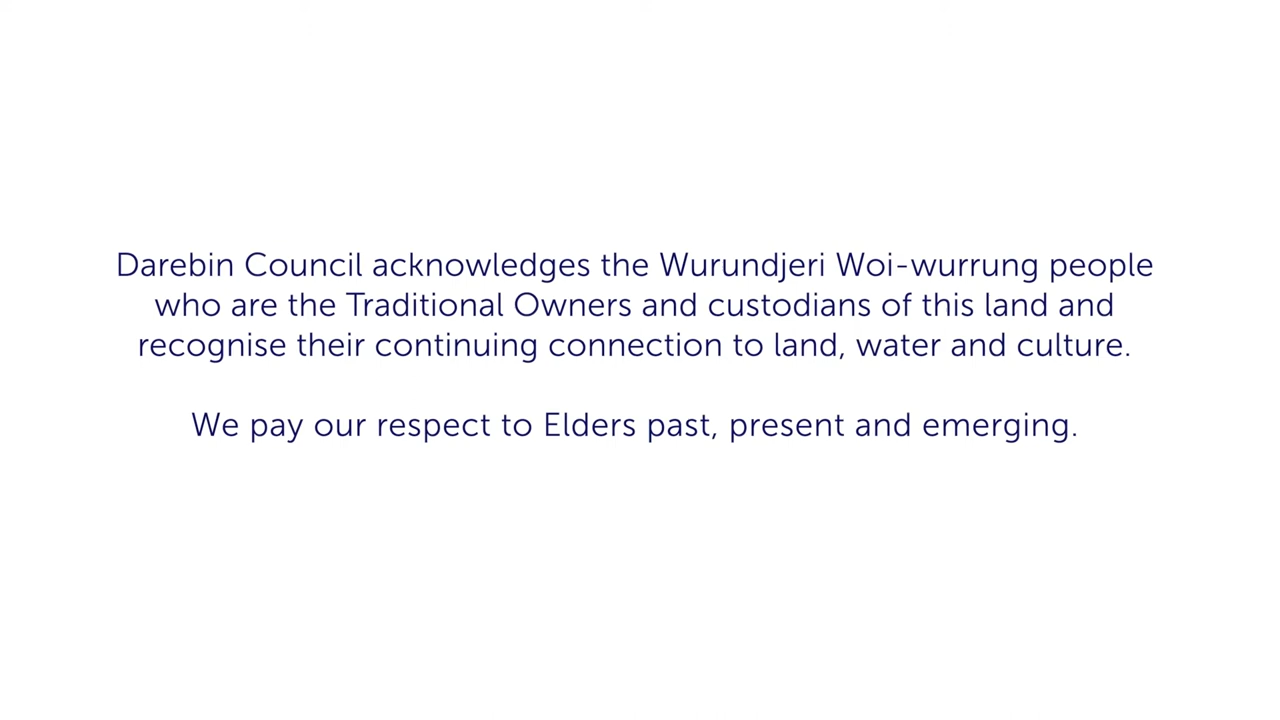 Darebin Council acknowledges the Wurundjeri Woi-wurrung people
who are the Traditional Owners and custodians of this land and
recognise their continuing connection to land, water and culture.
We pay our respect to Elders past, present and emerging.